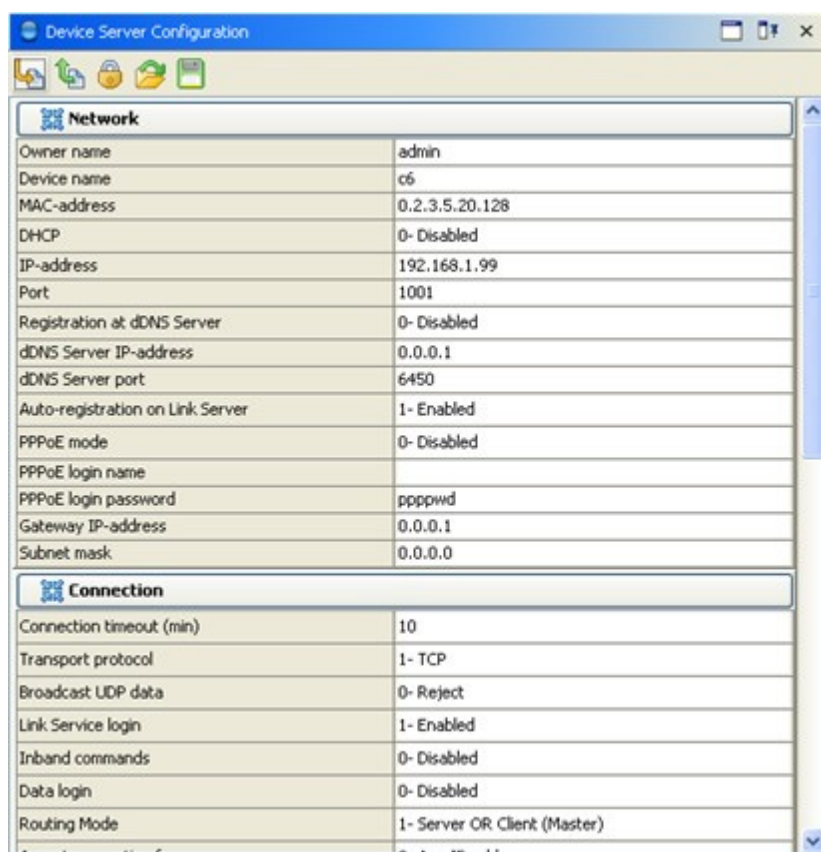 Device Server Configuration
Network
Owner name admin
Device name c6
MAC-address 0.2.3.5.20.128
DHCP 0- Disabled
IP-address 192.168.1.99
Port 1001
Registration at dDNS Server 0- Disabled
dDNS Server IP-address 0.0.0.1
dDNS Server port 6450
Auto-registration on Link Server 1- Enabled
PPPoE mode 0- Disabled
PPPoE login name
PPPoE login password ppppwd
Gateway IP-address 0.0.0.1
Subnet mask 0.0.0.0
Connection
Connection timeout (min) 10
Transport protocol 1- TCP
Broadcast UDP data 0- Reject
Link Service login 1- Enabled
Inband commands 0- Disabled
Data login 0- Disabled
Routing Mode 1- Server OR Client (Master)